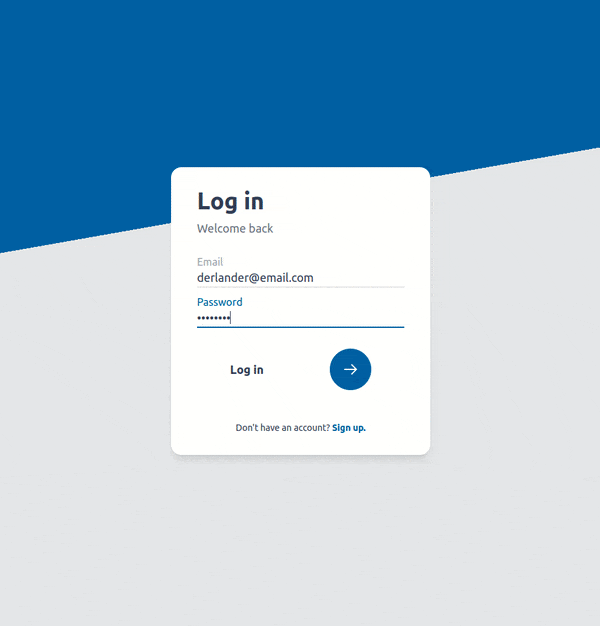 Log in
Welcome back
Email
derlander@email.com
Password
••••••••
Log in
Don't have an account? Sign up.